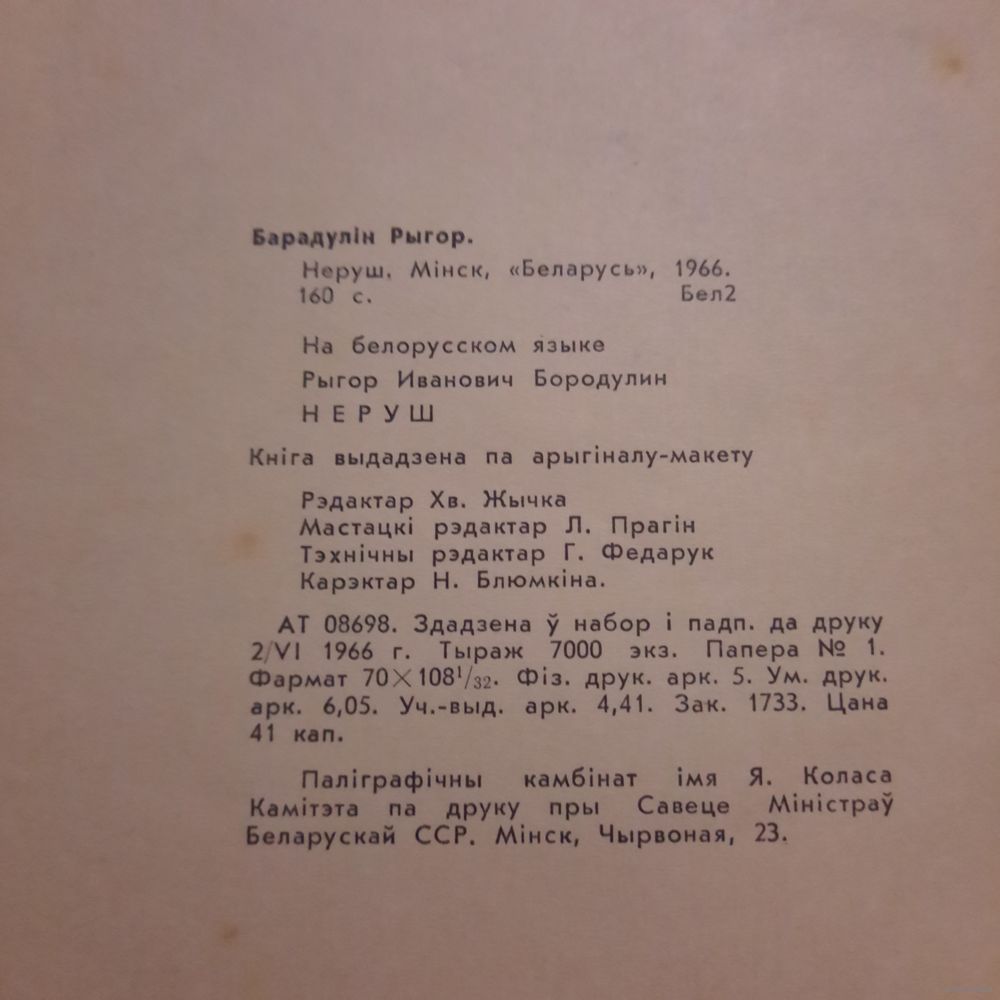 Барадулін Рыгор.
Неруш. Мінск, «Беларусь», 1966.
160 с. Бел2
На белорусском языке
Рыгор Иванович Бородулин
НЕРУШ
Кніга выдадзена па арыгіналу-макету
Рэдактар Хв. Жычка
Мастацкі рэдактар Л. Прагін
Тэхнічны рэдактар Г. Федарук
Карэктар Н. Блюмкіна.
АТ 08698. Здадзена ў набор і падп. да друку
2/VI 1966 г. Тыраж 7000 экз. Папера № 1.
Фармат 70×108¹/₃₂. Фіз. друк. арк. 5. Ум. друк.
арк. 6,05. Уч.-выд. арк. 4,41. Зак. 1733. Цана
41 кап.
Паліграфічны камбінат імя Я. Коласа
Камітэта па друку пры Савеце Міністраў
Беларускай ССР. Мінск, Чырвоная, 23.